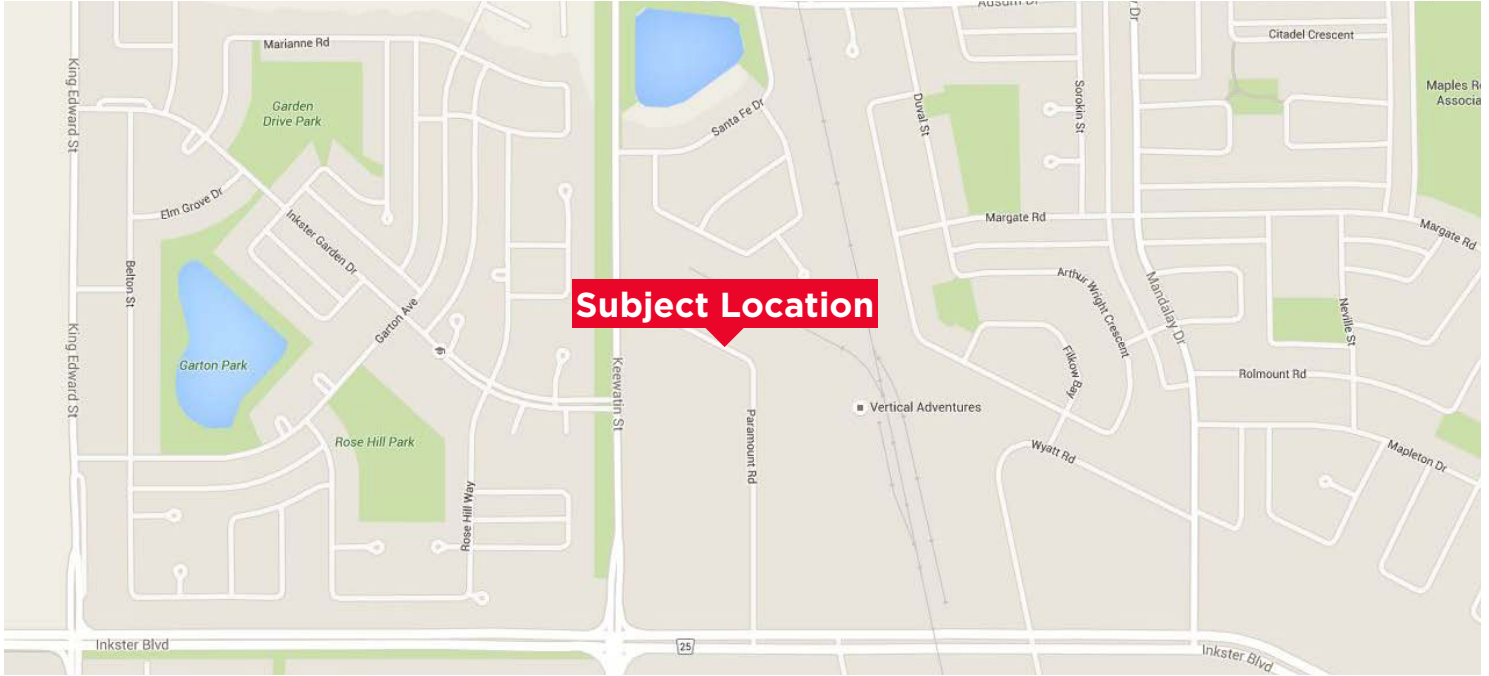 Adsum Dr
Marianne Rd
Citadel Crescent
King Edward St
Garden
Drive Park
Santa Fe Dr
Duval St
Sorokin St
Maples
Associa
Elm Grove Dr
Inkster Garden Dr
Margate Rd
Margate Rd
Belton St
Subject Location
Arthur Wright Crescent
Mandalay Dr
Neville St
Garton Ave
King Edward St
Garton Park
Keewatin St
Filkow Bay
Rolmount Rd
Vertical Adventures
Paramount Rd
Rose Hill Park
Wyatt Rd
Mapleton Dr
Rose Hill Way
Inkster Blvd
25
Inkster Blvd